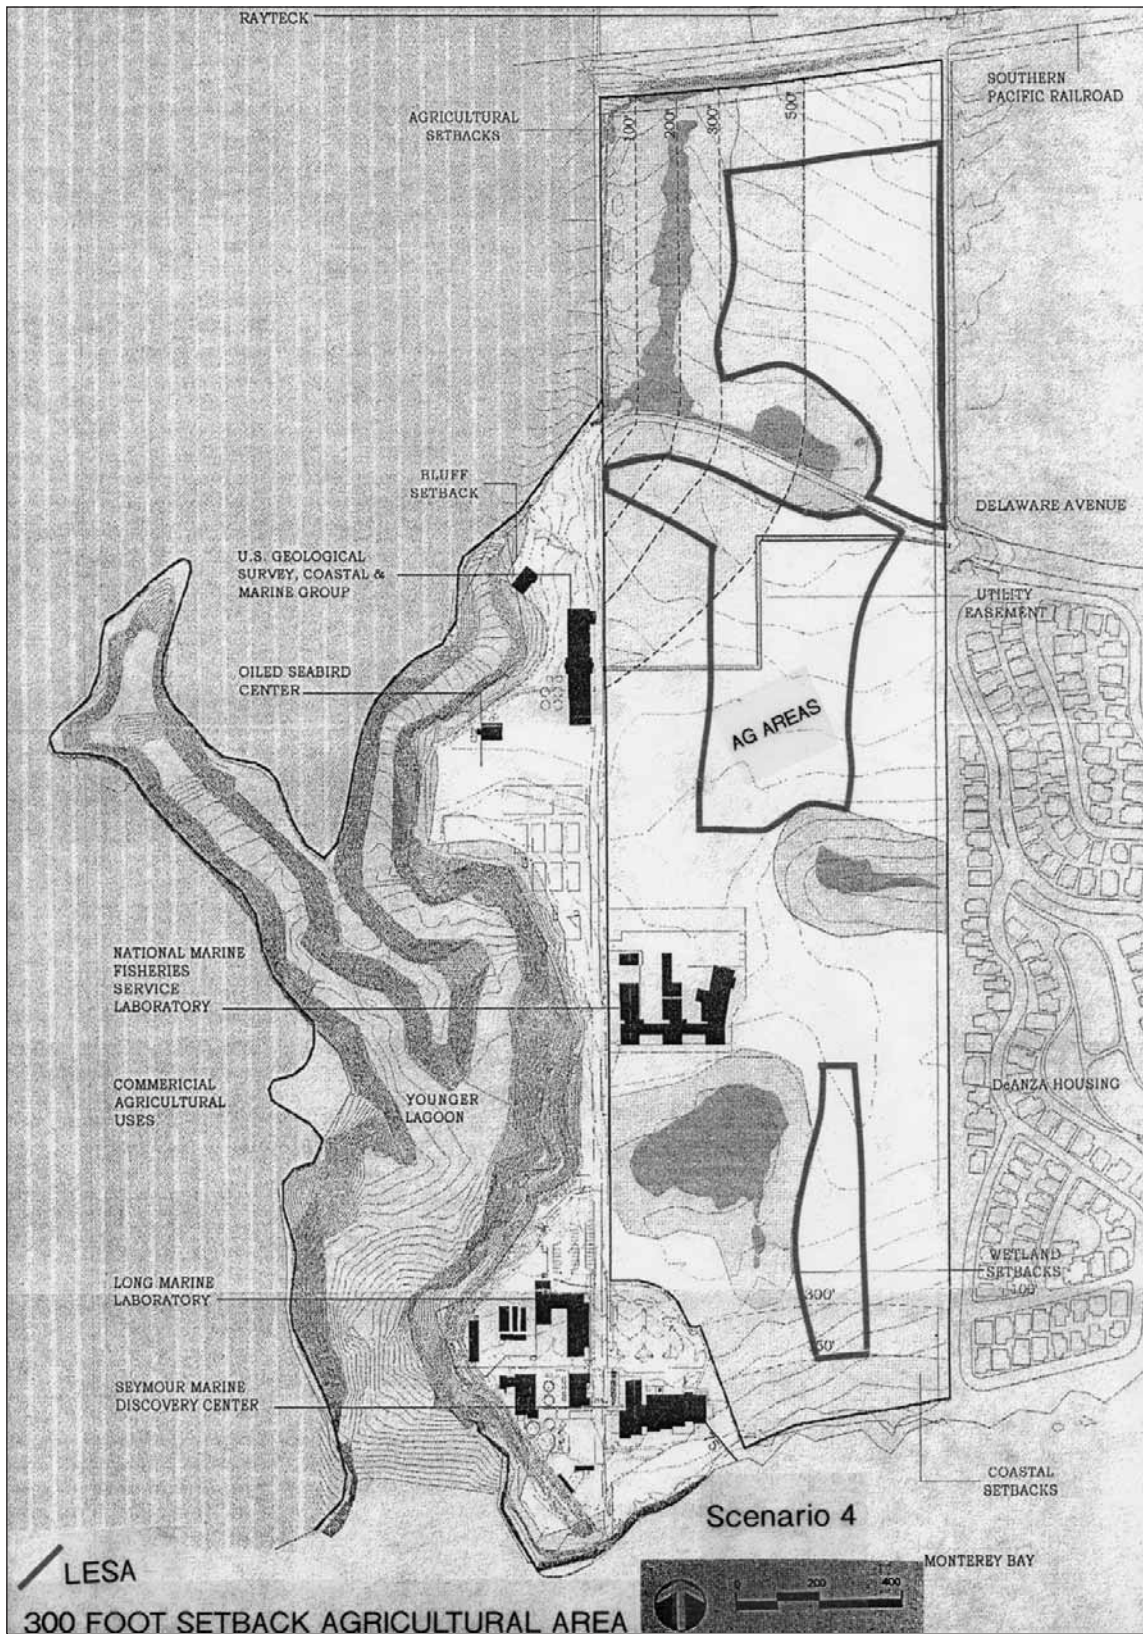 RAYTECK
SOUTHERN
PACIFIC RAILROAD
AGRICULTURAL
SETBACKS
100'
200'
300'
500'
BLUFF
SETBACK
DELAWARE AVENUE
U.S. GEOLOGICAL
SURVEY, COASTAL &
MARINE GROUP
UTILITY
EASEMENT
OILED SEABIRD
CENTER
AG AREAS
NATIONAL MARINE
FISHERIES
SERVICE
LABORATORY
COMMERICIAL
AGRICULTURAL
USES
YOUNGER
LAGOON
DeANZA HOUSING
WETLAND
SETBACKS
100'
LONG MARINE
LABORATORY
300'
50'
SEYMOUR MARINE
DISCOVERY CENTER
COASTAL
SETBACKS
Scenario 4
MONTEREY BAY
LESA
0 200 400
300 FOOT SETBACK AGRICULTURAL AREA